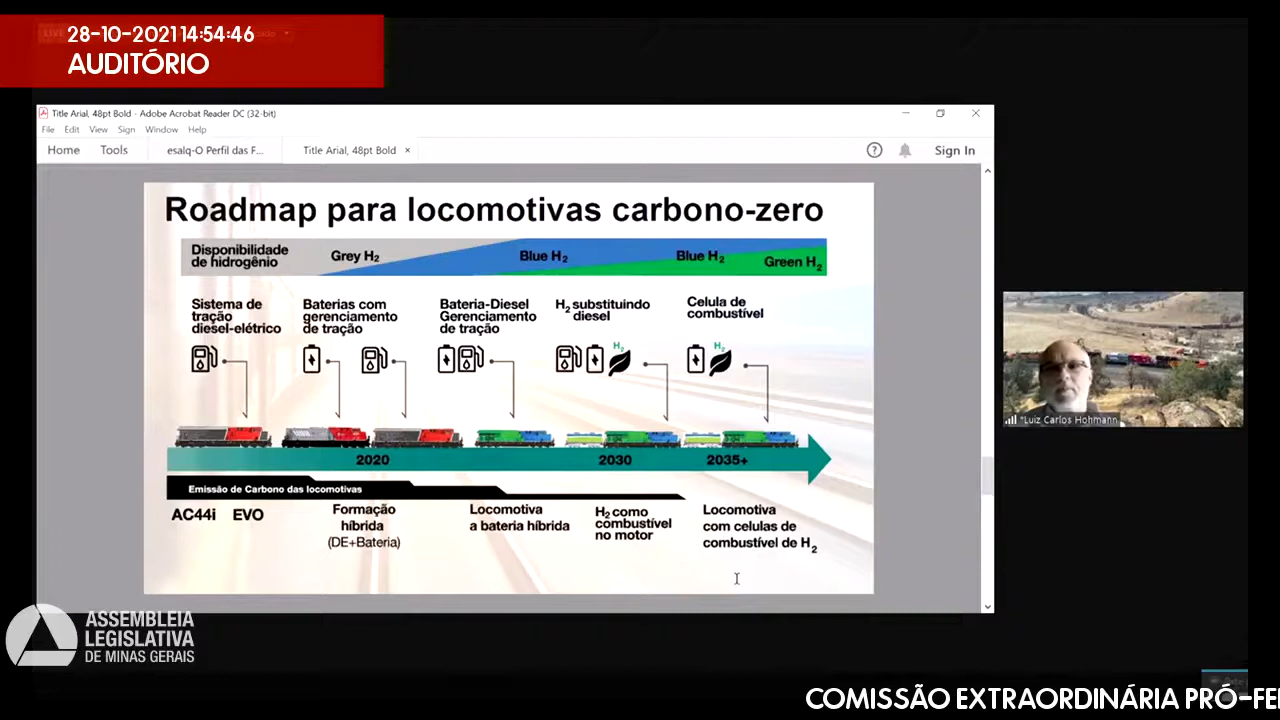 28-10-2021 14:54:46
AUDITÓRIO
Title Arial, 48pt Bold - Adobe Acrobat Reader DC (32-bit)
File Edit View Sign Window Help
Home Tools esalq-O Perfil das F... Title Arial, 48pt Bold × Sign In
Roadmap para locomotivas carbono-zero
Disponibilidade
de hidrogênio
Grey H2
Blue H2
Blue H2
Green H2
Sistema de
tração
diesel-elétrico
Baterias com
gerenciamento
de tração
Bateria-Diesel
Gerenciamento
de tração
H2 substituindo
diesel
Celula de
combustível
H2
H2
2020
2030
2035+
Emissão de Carbono das locomotivas
AC44i EVO
Formação
híbrida
(DE+Bateria)
Locomotiva
a bateria híbrida
H2 como
combustível
no motor
Locomotiva
com celulas de
combustível de H2
*Luiz Carlos Hohmann
ASSEMBLEIA
LEGISLATIVA
DE MINAS GERAIS
COMISSÃO EXTRAORDINÁRIA PRÓ-FE